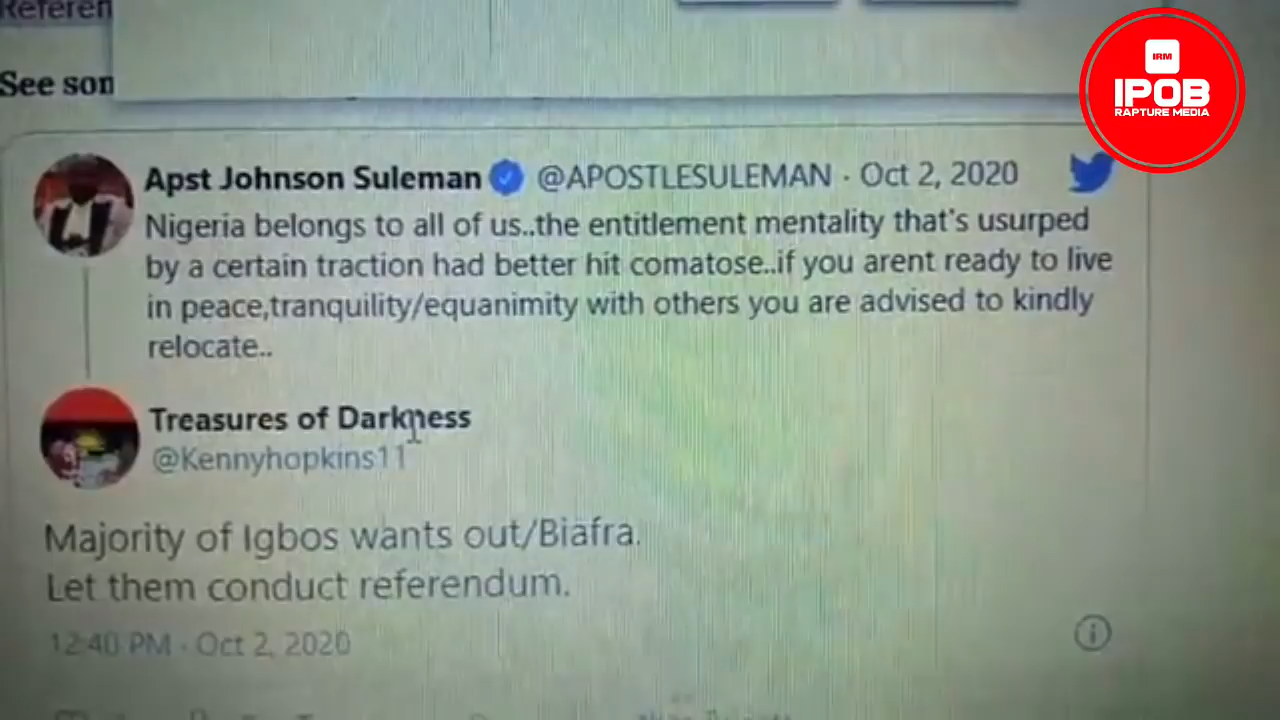 Referen
See som
IRM
IPOB
RAPTURE MEDIA
Apst Johnson Suleman @APOSTLESULEMAN · Oct 2, 2020
Nigeria belongs to all of us..the entitlement mentality that's usurped
by a certain traction had better hit comatose..if you arent ready to live
in peace,tranquility/equanimity with others you are advised to kindly
relocate..
Treasures of Darkness
@Kennyhopkins11
Majority of Igbos wants out/Biafra.
Let them conduct referendum.
12:40 PM · Oct 2, 2020